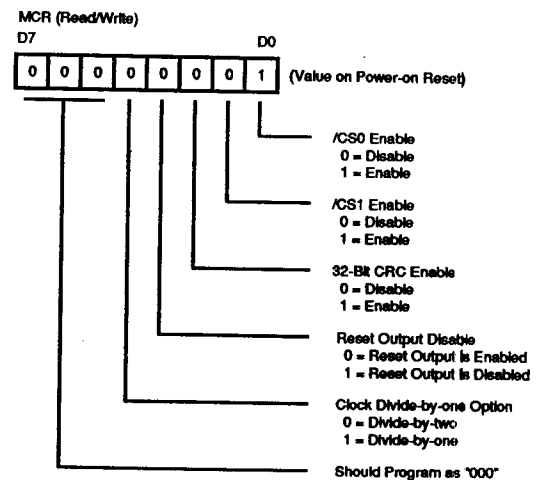 MCR (Read/Write)
D7 D0
0 0 0 0 0 0 0 1 (Value on Power-on Reset)
/CS0 Enable
0 = Disable
1 = Enable
/CS1 Enable
0 = Disable
1 = Enable
32-Bit CRC Enable
0 = Disable
1 = Enable
Reset Output Disable
0 = Reset Output is Enabled
1 = Reset Output is Disabled
Clock Divide-by-one Option
0 = Divide-by-two
1 = Divide-by-one
Should Program as "000"